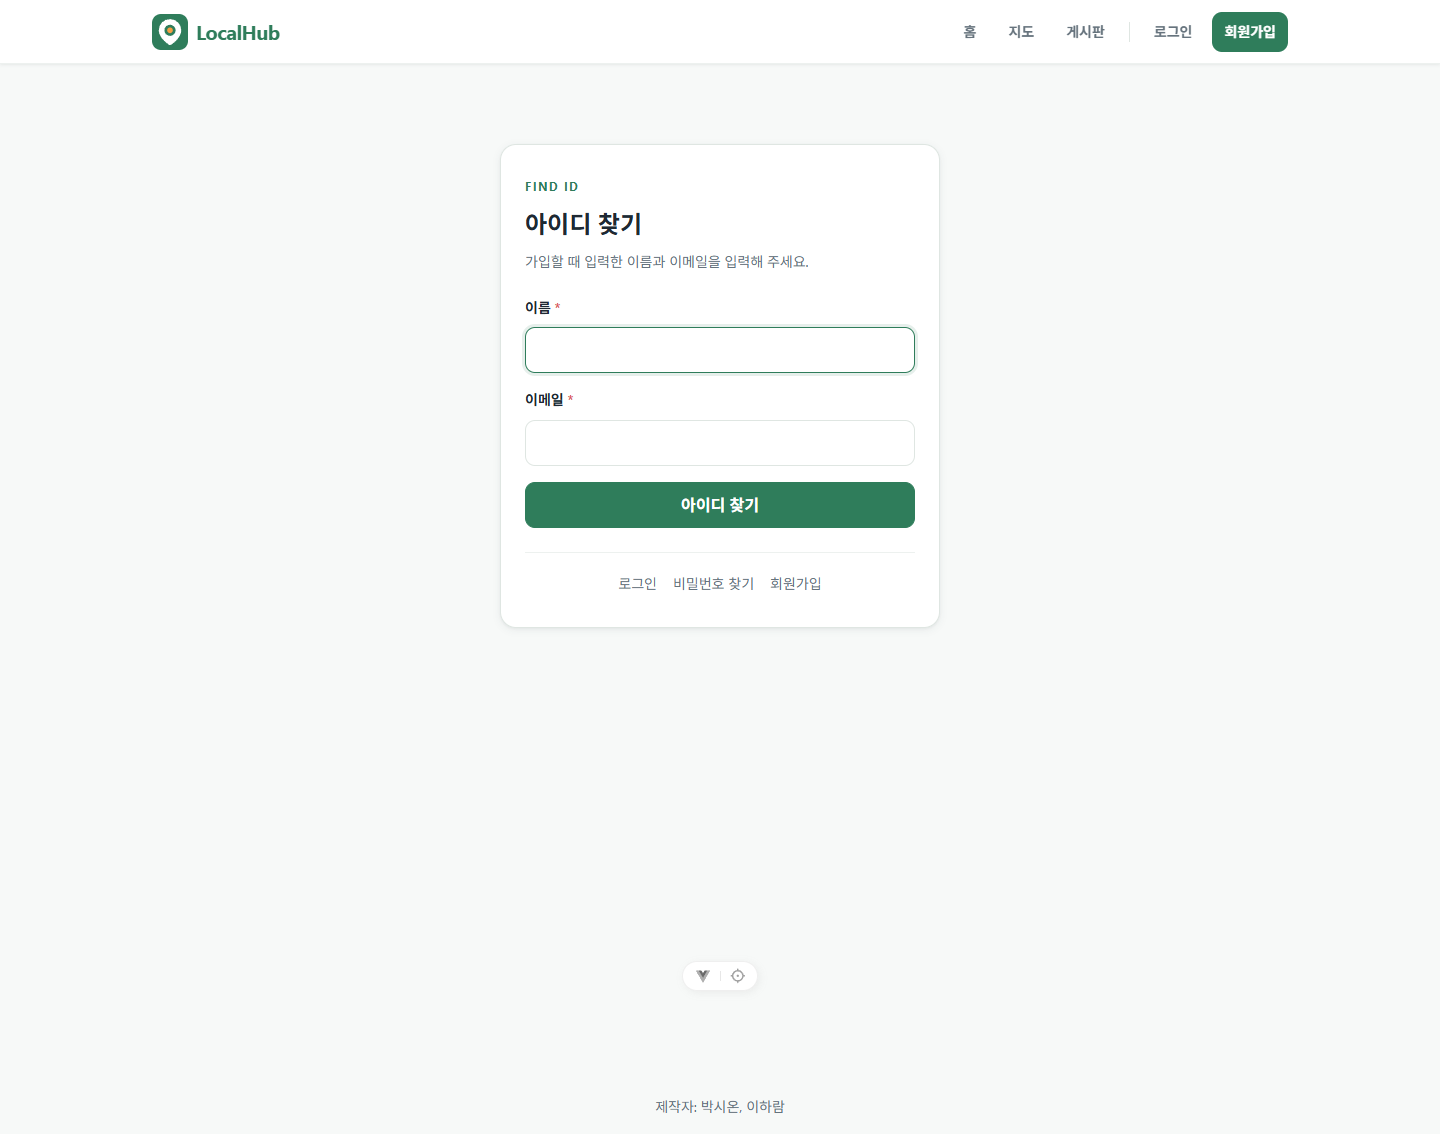 LocalHub
홈 지도 게시판 로그인 회원가입
FIND ID
아이디 찾기
가입할 때 입력한 이름과 이메일을 입력해 주세요.
이름 *
이메일 *
아이디 찾기
로그인 비밀번호 찾기 회원가입
제작자: 박시온, 이하람